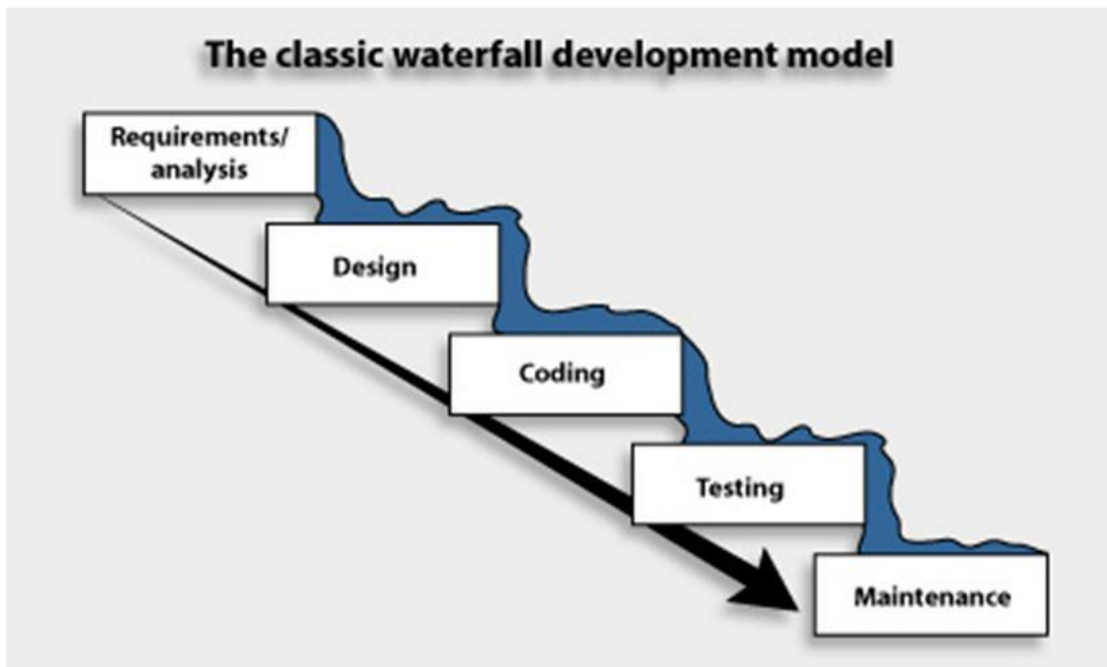 The classic waterfall development model
Requirements/
analysis
Design
Coding
Testing
Maintenance